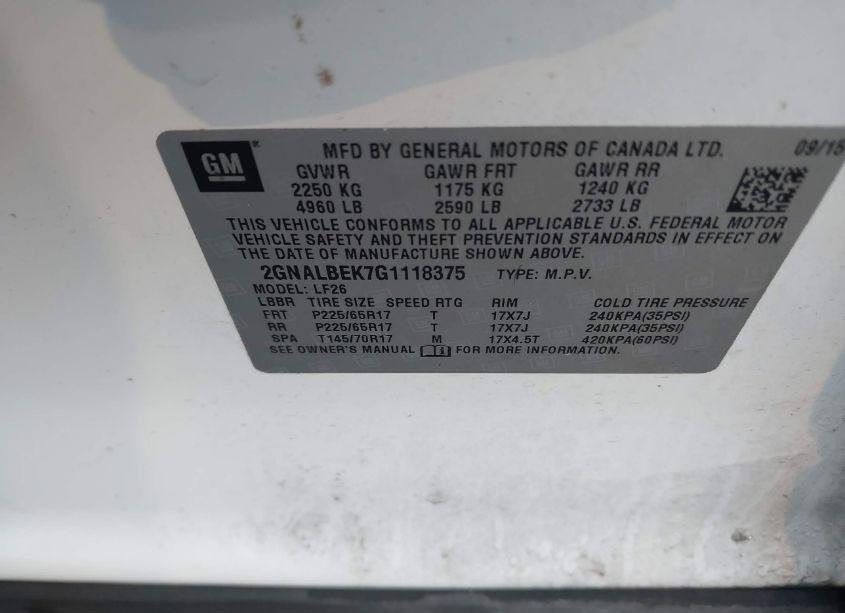 GM
MFD BY GENERAL MOTORS OF CANADA LTD. 09/15
GVWR GAWR FRT GAWR RR
2250 KG 1175 KG 1240 KG
4960 LB 2590 LB 2733 LB
THIS VEHICLE CONFORMS TO ALL APPLICABLE U.S. FEDERAL MOTOR
VEHICLE SAFETY AND THEFT PREVENTION STANDARDS IN EFFECT ON
THE DATE OF MANUFACTURE SHOWN ABOVE.
2GNALBEK7G1118375 TYPE: M.P.V.
MODEL: LF26
LBBR TIRE SIZE SPEED RTG RIM COLD TIRE PRESSURE
FRT P225/65R17 T 17X7J 240KPA(35PSI)
RR P225/65R17 T 17X7J 240KPA(35PSI)
SPA T145/70R17 M 17X4.5T 420KPA(60PSI)
SEE OWNER'S MANUAL FOR MORE INFORMATION.